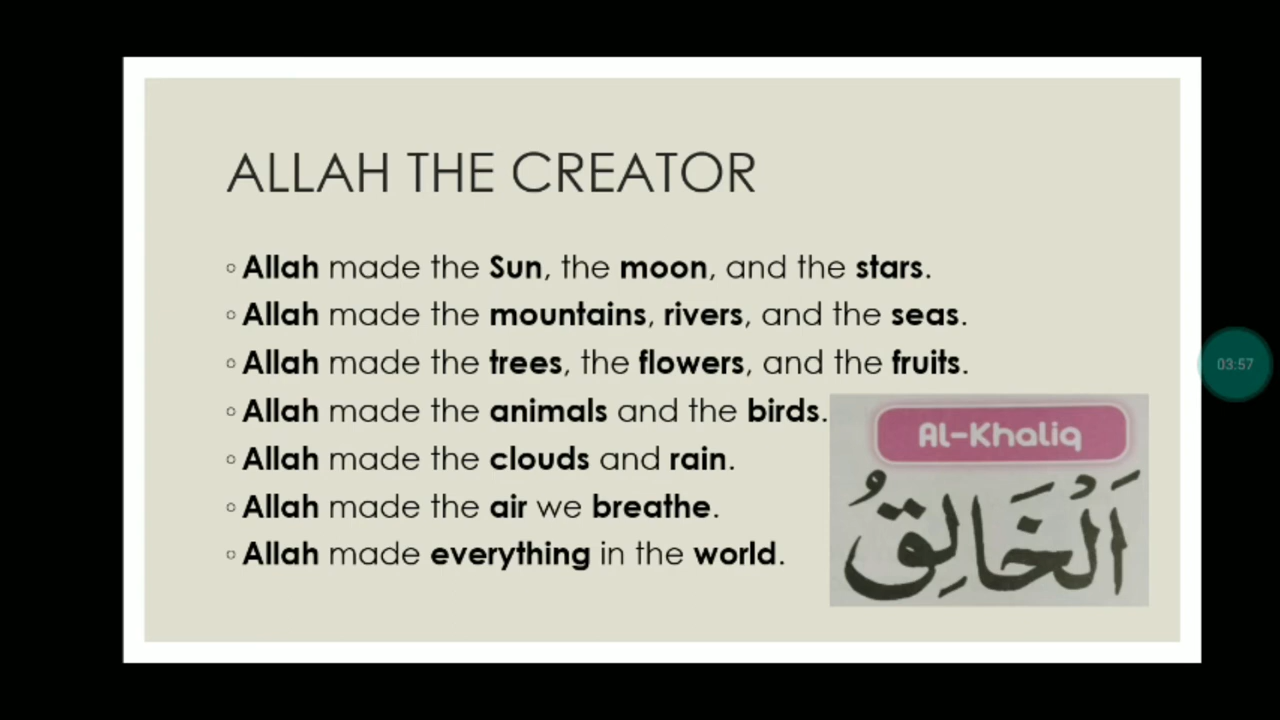 ALLAH THE CREATOR
◦ Allah made the Sun, the moon, and the stars.
◦ Allah made the mountains, rivers, and the seas.
◦ Allah made the trees, the flowers, and the fruits.
◦ Allah made the animals and the birds.
◦ Allah made the clouds and rain.
◦ Allah made the air we breathe.
◦ Allah made everything in the world.
Al-Khaliq
اَلْخَالِقُ
03:57